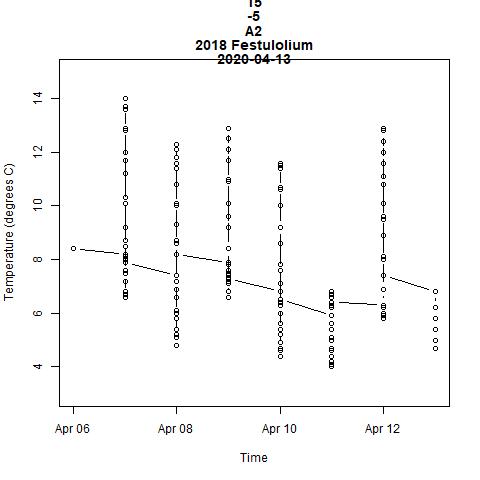 15
-5
A2
2018 Festulolium
2020-04-13
14
12
10
8
6
4
Temperature (degrees C)
Apr 06
Apr 08
Apr 10
Apr 12
Time